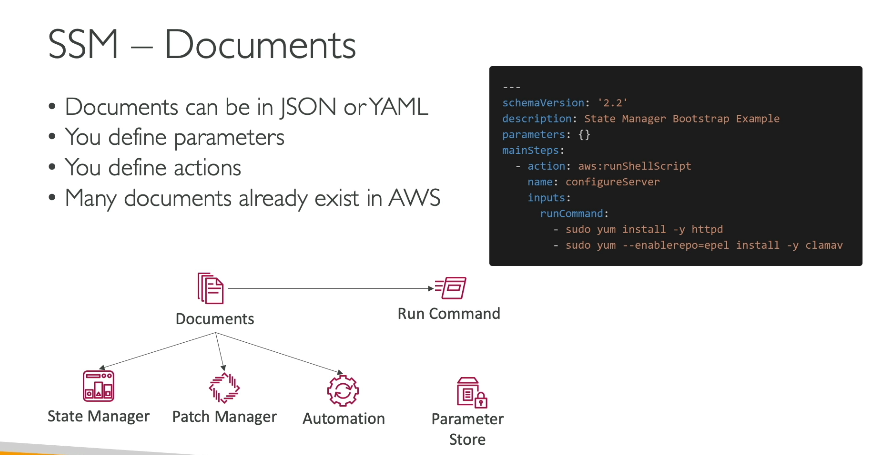 SSM – Documents
• Documents can be in JSON or YAML
• You define parameters
• You define actions
• Many documents already exist in AWS
---
schemaVersion: '2.2'
description: State Manager Bootstrap Example
parameters: {}
mainSteps:
  - action: aws:runShellScript
    name: configureServer
    inputs:
      runCommand:
        - sudo yum install -y httpd
        - sudo yum --enablerepo=epel install -y clamav
Documents
Run Command
State Manager
Patch Manager
Automation
Parameter
Store